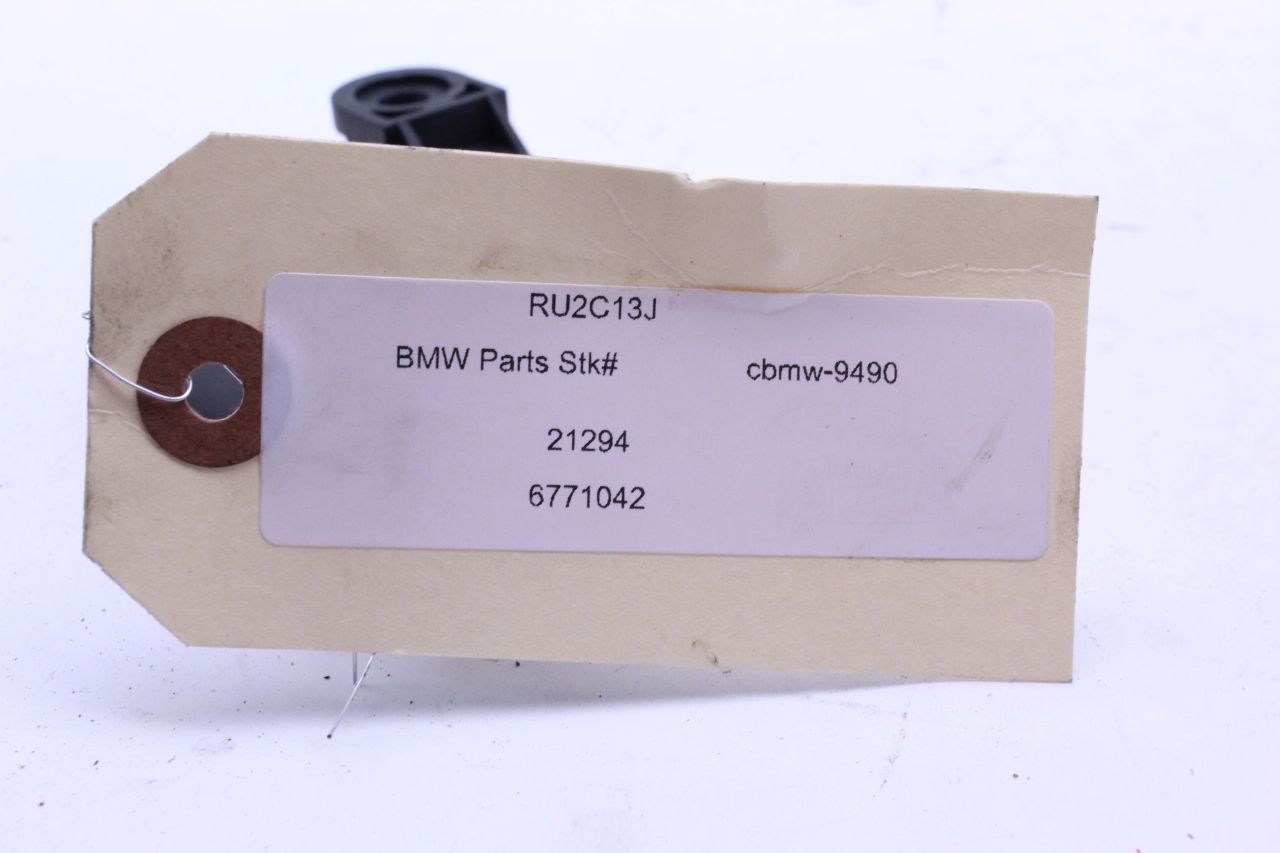 RU2C13J
BMW Parts Stk# cbmw-9490
21294
6771042